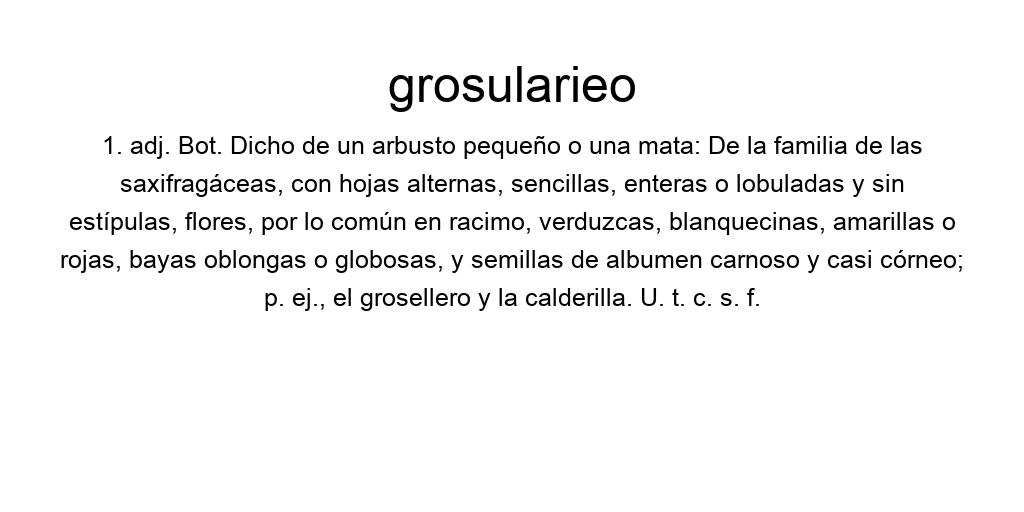 grosularieo
1. adj. Bot. Dicho de un arbusto pequeño o una mata: De la familia de las
saxifragáceas, con hojas alternas, sencillas, enteras o lobuladas y sin
estípulas, flores, por lo común en racimo, verduzcas, blanquecinas, amarillas o
rojas, bayas oblongas o globosas, y semillas de albumen carnoso y casi córneo;
p. ej., el grosellero y la calderilla. U. t. c. s. f.